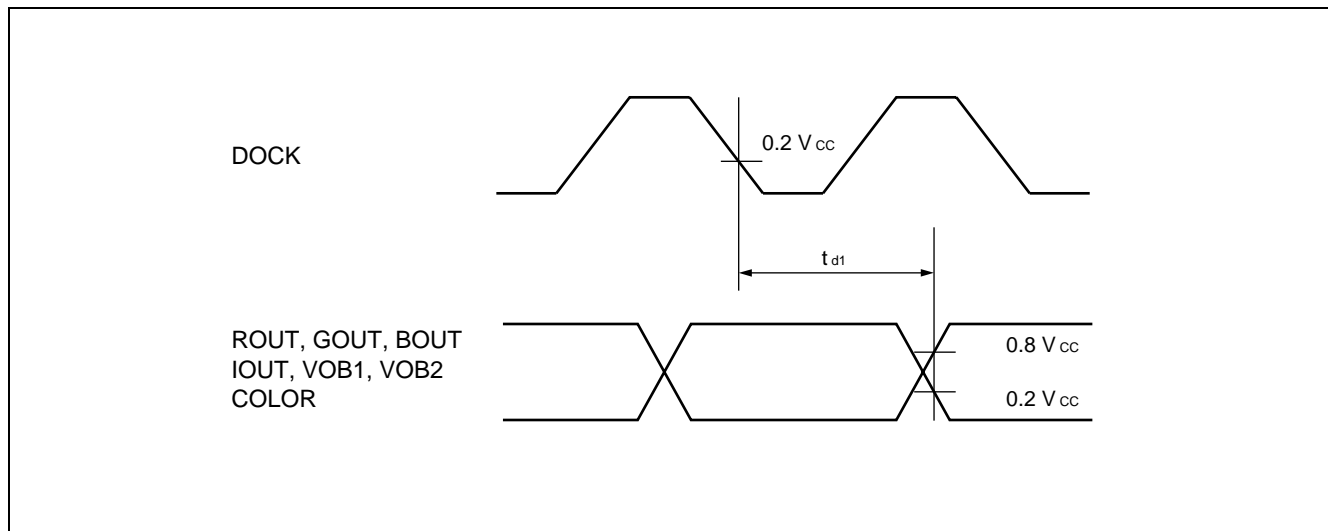 DOCK
0.2 Vcc
td1
ROUT, GOUT, BOUT
IOUT, VOB1, VOB2
COLOR
0.8 Vcc
0.2 Vcc